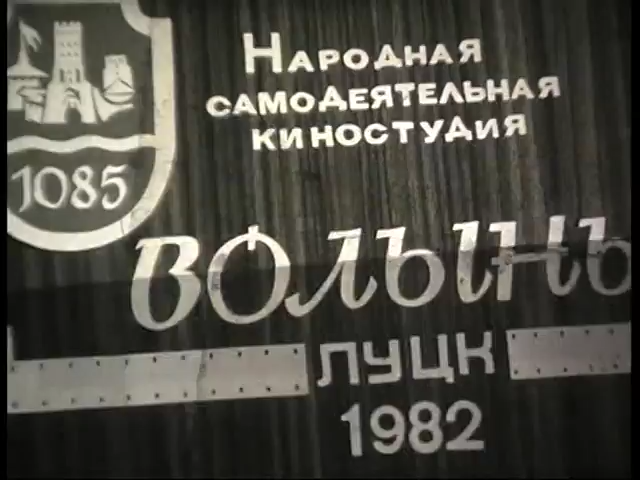 1085
НАРОДНАЯ
САМОДЕЯТЕЛЬНАЯ
КИНОСТУДИЯ
ВОЛЫНЬ
ЛУЦК
1982